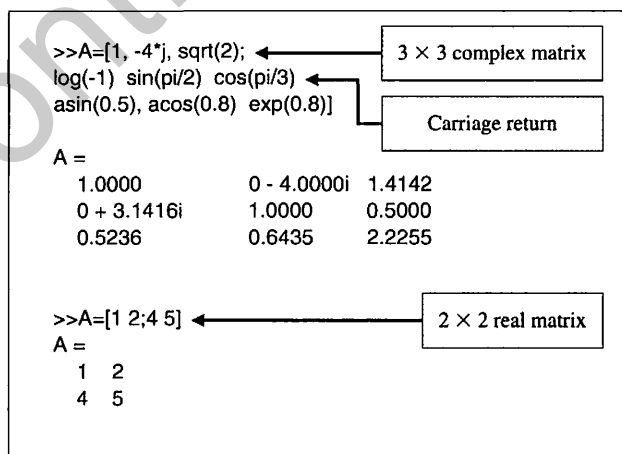 >>A=[1, -4*j, sqrt(2);
3 × 3 complex matrix
log(-1) sin(pi/2) cos(pi/3)
asin(0.5), acos(0.8) exp(0.8)]
Carriage return
A =
1.0000 0 - 4.0000i 1.4142
0 + 3.1416i 1.0000 0.5000
0.5236 0.6435 2.2255
>>A=[1 2;4 5]
2 × 2 real matrix
A =
1 2
4 5